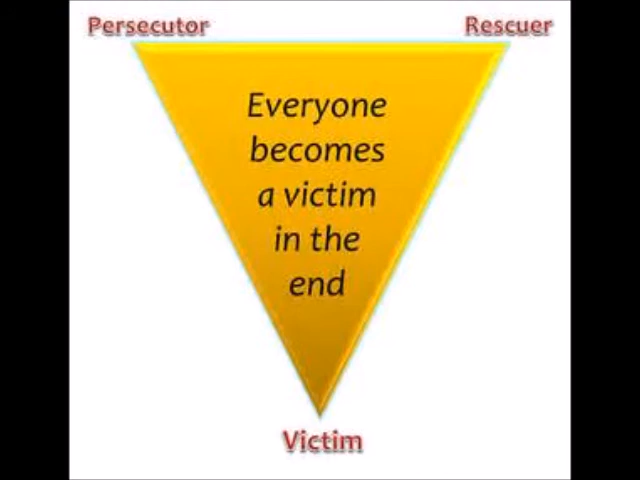 Persecutor
Rescuer
Everyone
becomes
a victim
in the
end
Victim